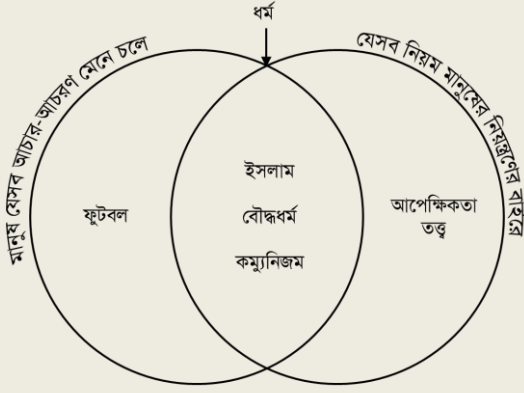 ধর্ম
মানুষ যেসব আচার-আচরণ মেনে চলে
যেসব নিয়ম মানুষের নিয়ন্ত্রণের বাইরে
ফুটবল
ইসলাম
বৌদ্ধধর্ম
কম্যুনিজম
আপেক্ষিকতা
তত্ত্ব